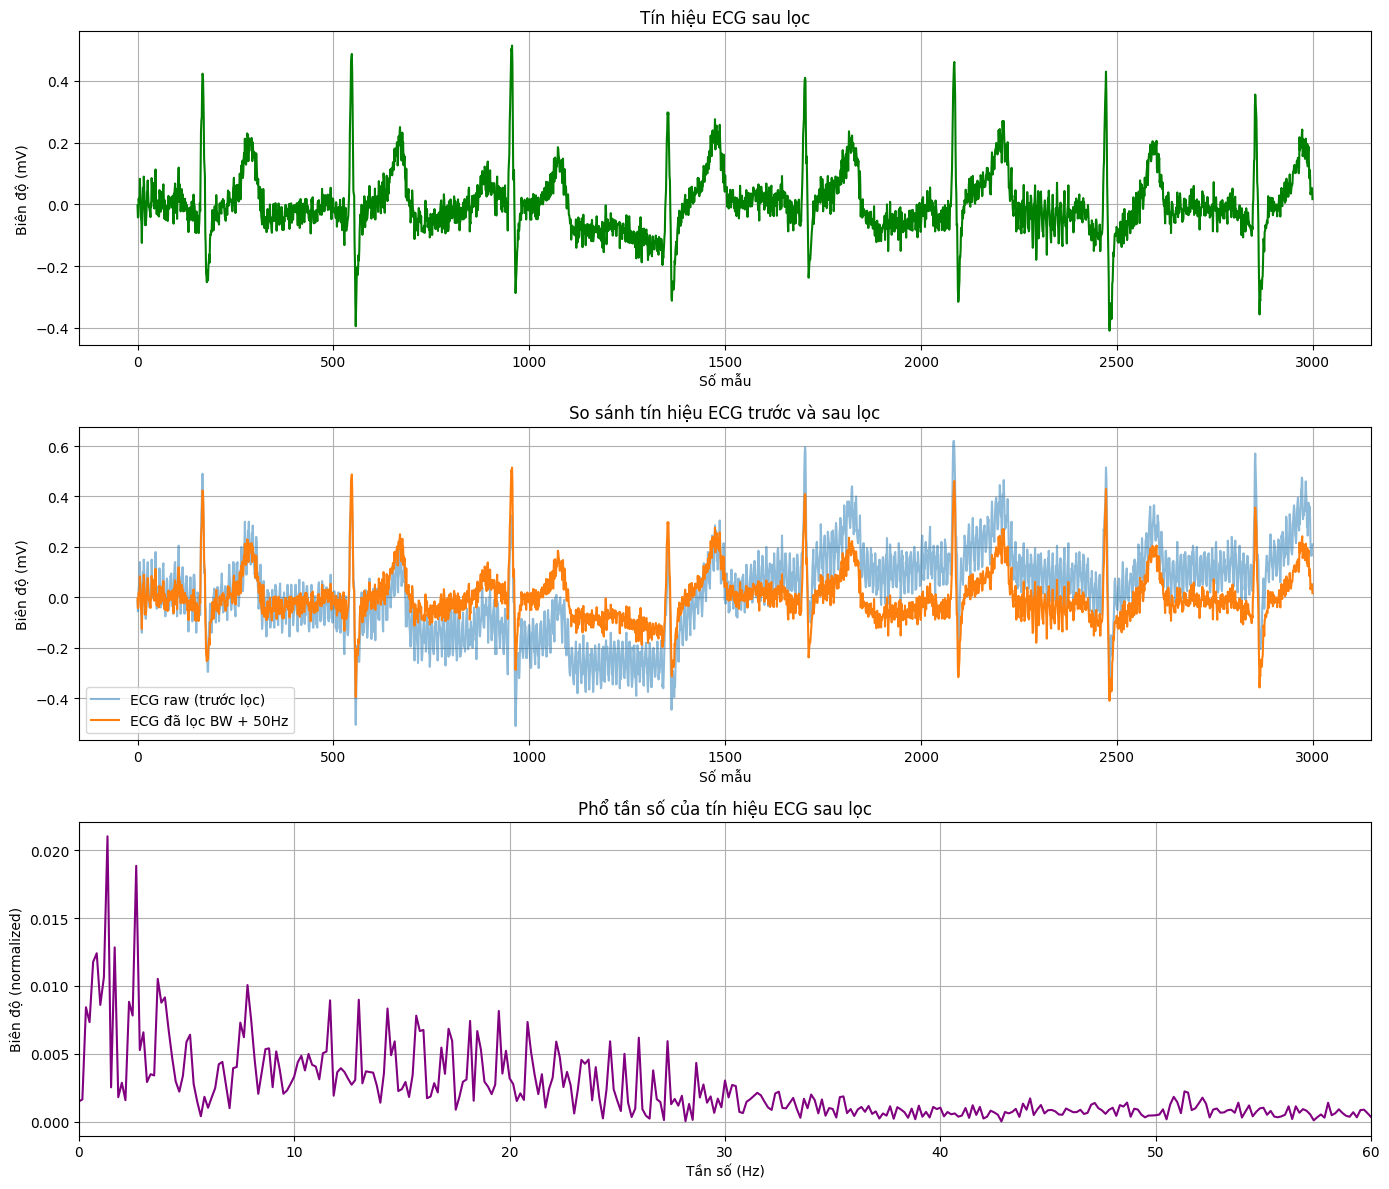 Tín hiệu ECG sau lọc
Biên độ (mV)
0.4
0.2
0.0
−0.2
−0.4
0 500 1000 1500 2000 2500 3000
Số mẫu
So sánh tín hiệu ECG trước và sau lọc
Biên độ (mV)
0.6
0.4
0.2
0.0
−0.2
−0.4
ECG raw (trước lọc)
ECG đã lọc BW + 50Hz
0 500 1000 1500 2000 2500 3000
Số mẫu
Phổ tần số của tín hiệu ECG sau lọc
Biên độ (normalized)
0.020
0.015
0.010
0.005
0.000
0 10 20 30 40 50 60
Tần số (Hz)